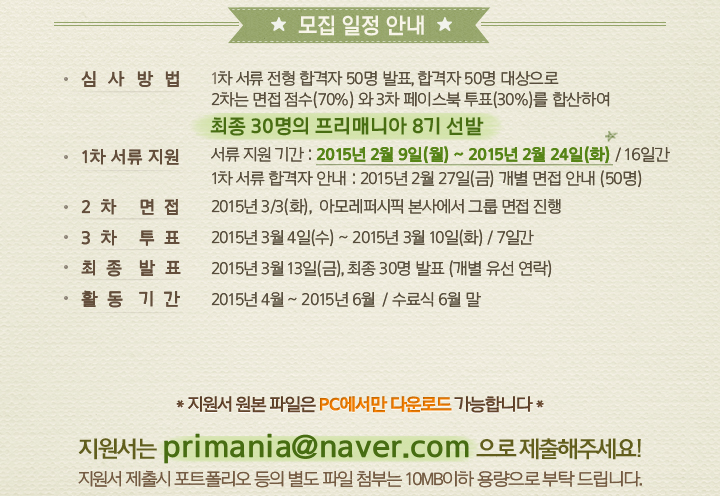 ★ 모집 일정 안내 ★
• 심 사 방 법 1차 서류 전형 합격자 50명 발표, 합격자 50명 대상으로
2차는 면접 점수(70%) 와 3차 페이스북 투표(30%)를 합산하여
최종 30명의 프리매니아 8기 선발
• 1차 서류 지원 서류 지원 기간 : 2015년 2월 9일(월) ~ 2015년 2월 24일(화) / 16일간
1차 서류 합격자 안내 : 2015년 2월 27일(금) 개별 면접 안내 (50명)
• 2 차 면 접 2015년 3/3(화), 아모레퍼시픽 본사에서 그룹 면접 진행
• 3 차 투 표 2015년 3월 4일(수) ~ 2015년 3월 10일(화) / 7일간
• 최 종 발 표 2015년 3월 13일(금), 최종 30명 발표 (개별 유선 연락)
• 활 동 기 간 2015년 4월 ~ 2015년 6월 / 수료식 6월 말
* 지원서 원본 파일은 PC에서만 다운로드 가능합니다 *
지원서는 primania@naver.com 으로 제출해주세요!
지원서 제출시 포트폴리오 등의 별도 파일 첨부는 10MB이하 용량으로 부탁 드립니다.